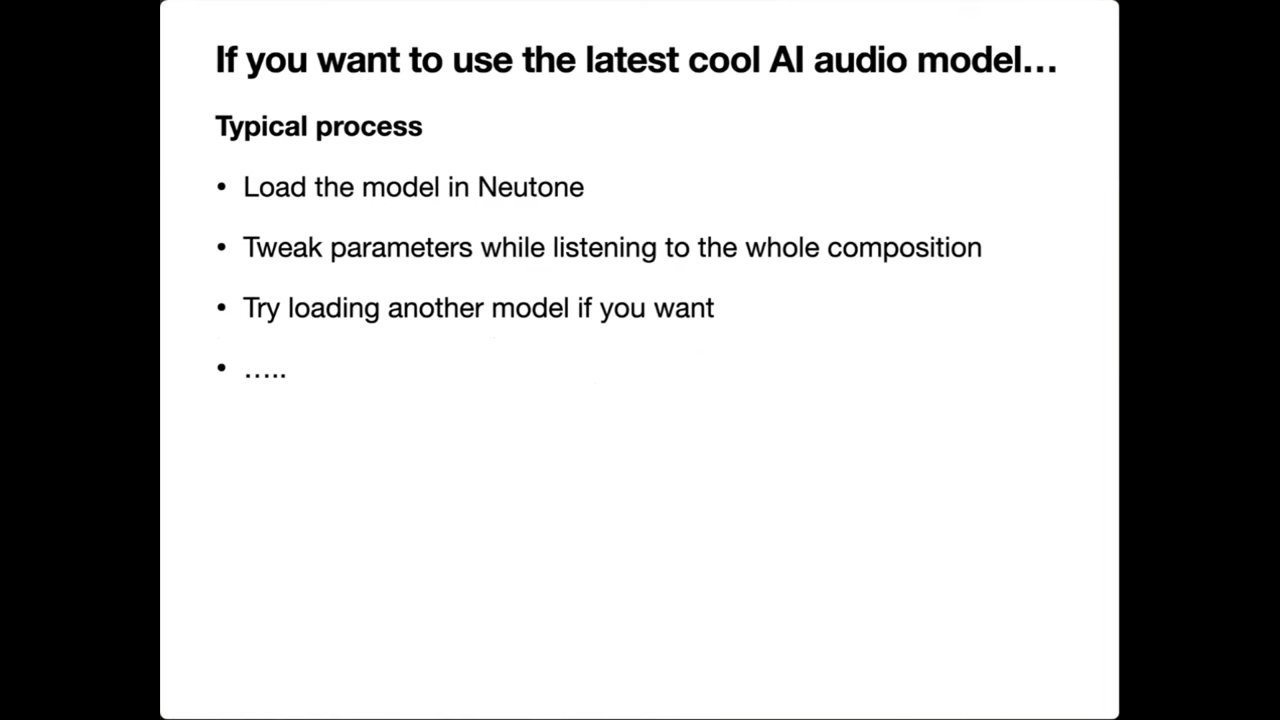 If you want to use the latest cool AI audio model…
Typical process
• Load the model in Neutone
• Tweak parameters while listening to the whole composition
• Try loading another model if you want
• …..